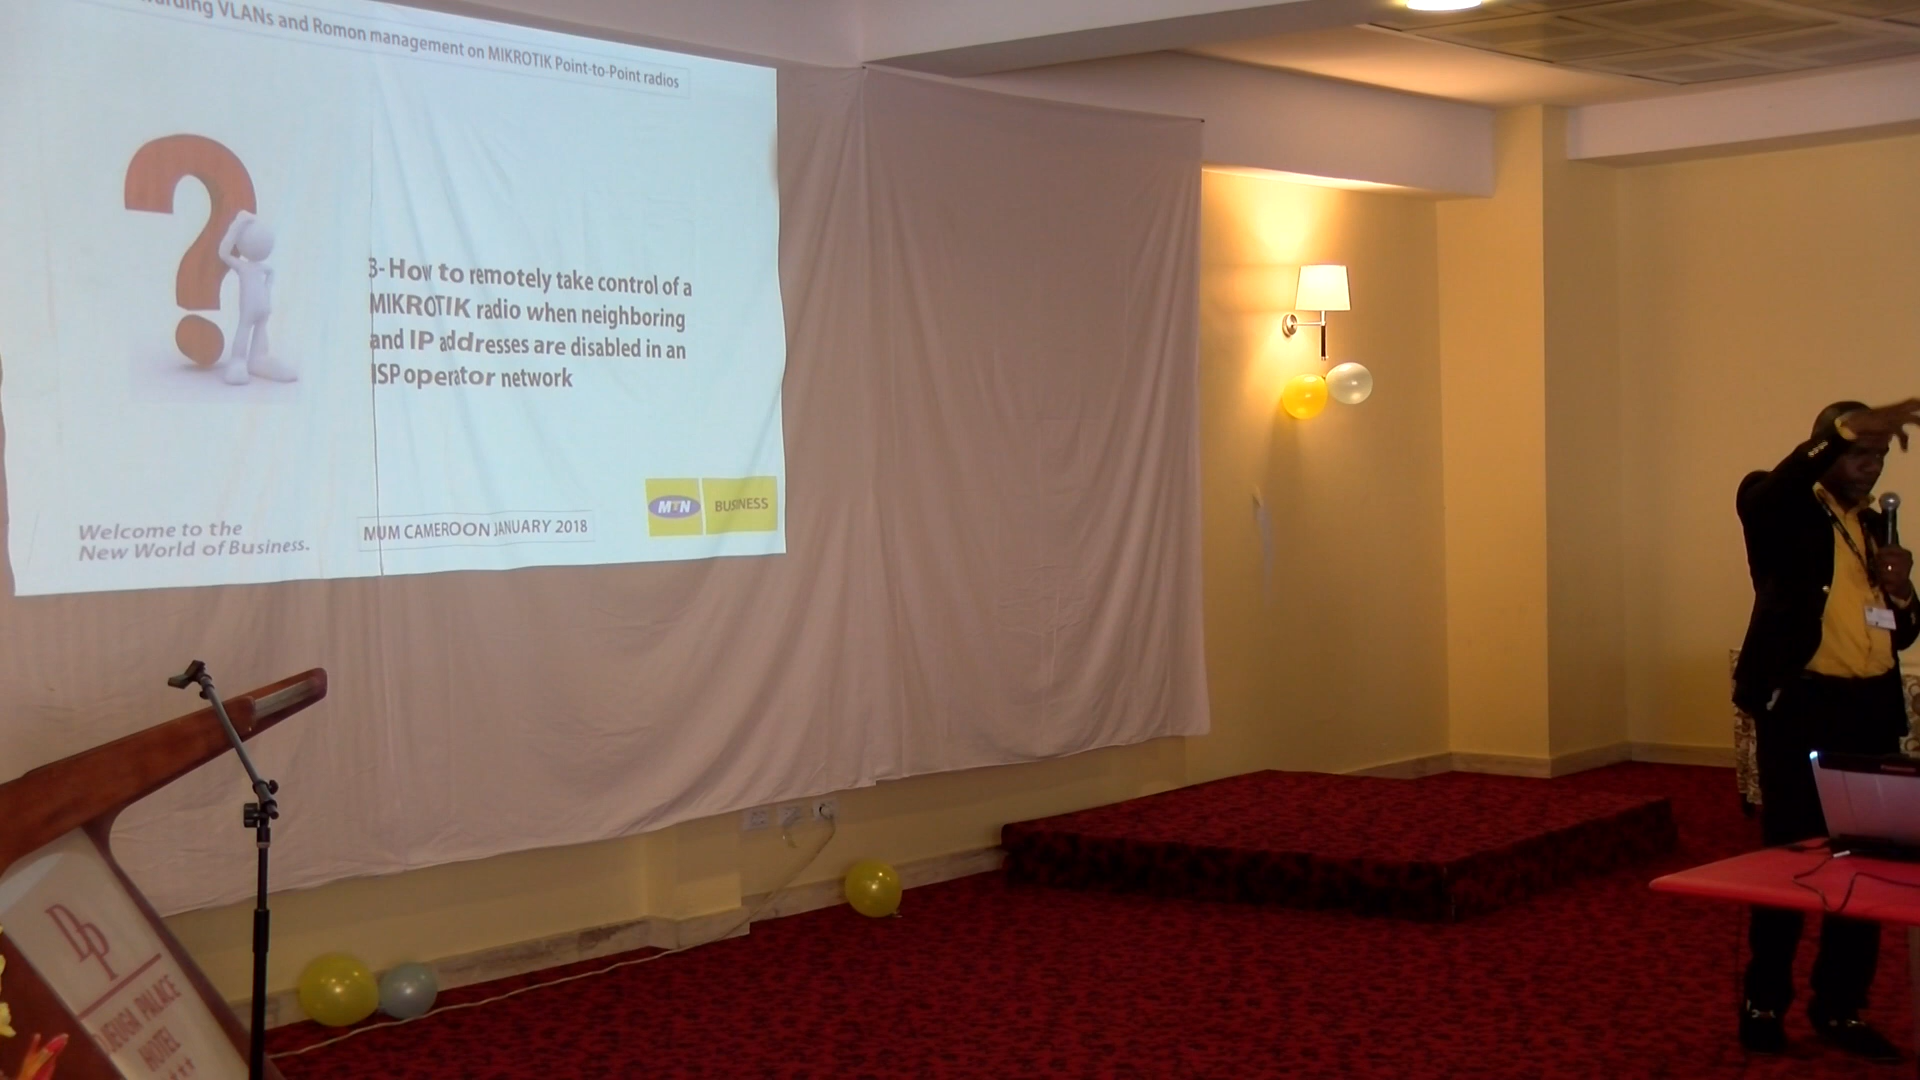 VLANs and Romon management on MIKROTIK Point-to-Point radios
3- How to remotely take control of a
MIKROTIK radio when neighboring
and IP addresses are disabled in an
ISP operator network
Welcome to the
New World of Business.
MUM CAMEROON JANUARY 2018
MTN
BUSINESS
DP
DJEUGA PALACE
HOTEL